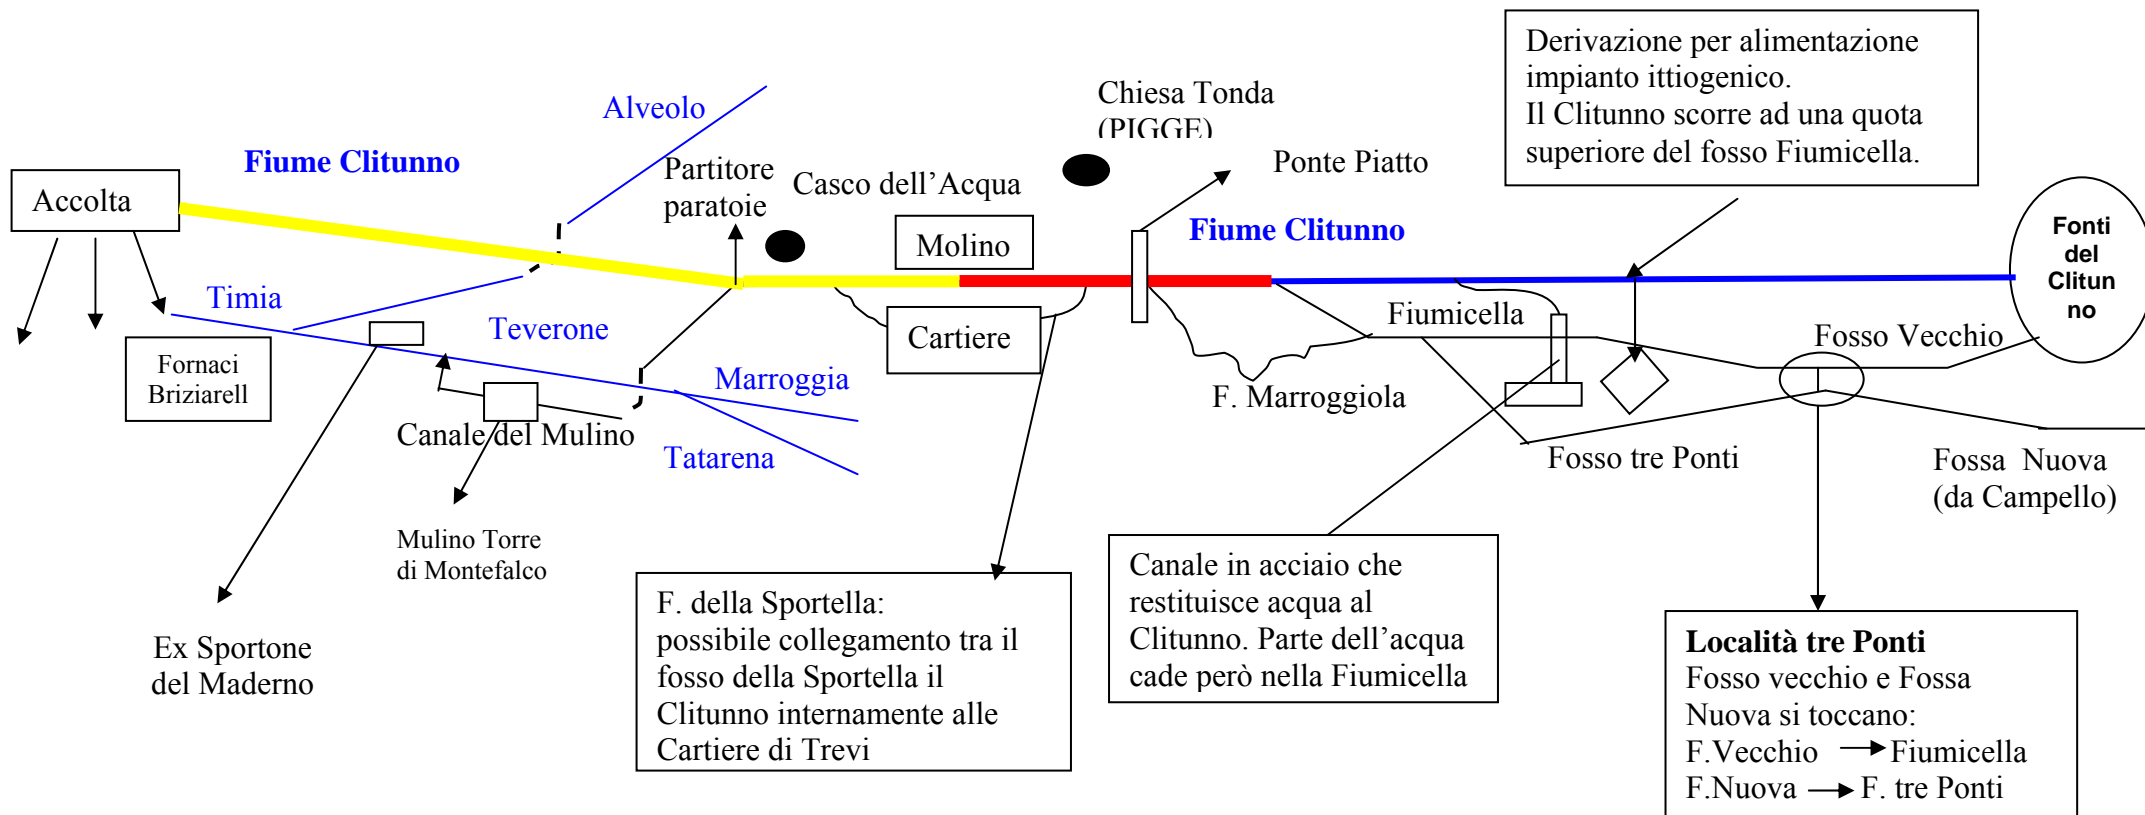 Derivazione per alimentazione
impianto ittiogenico.
Il Clitunno scorre ad una quota
superiore del fosso Fiumicella.
Alveolo
Chiesa Tonda
(PIGGE)
Fiume Clitunno
Partitore
paratoie
Casco dell’Acqua
Ponte Piatto
Accolta
Molino
Fiume Clitunno
Fonti
del
Clitun
no
Timia
Teverone
Cartiere
Fiumicella
Fosso Vecchio
Fornaci
Briziarell
Marroggia
F. Marroggiola
Canale del Mulino
Tatarena
Fosso tre Ponti
Fossa Nuova
(da Campello)
Mulino Torre
di Montefalco
Ex Sportone
del Maderno
F. della Sportella:
possibile collegamento tra il
fosso della Sportella il
Clitunno internamente alle
Cartiere di Trevi
Canale in acciaio che
restituisce acqua al
Clitunno. Parte dell’acqua
cade però nella Fiumicella
Località tre Ponti
Fosso vecchio e Fossa
Nuova si toccano:
F.Vecchio → Fiumicella
F.Nuova → F. tre Ponti